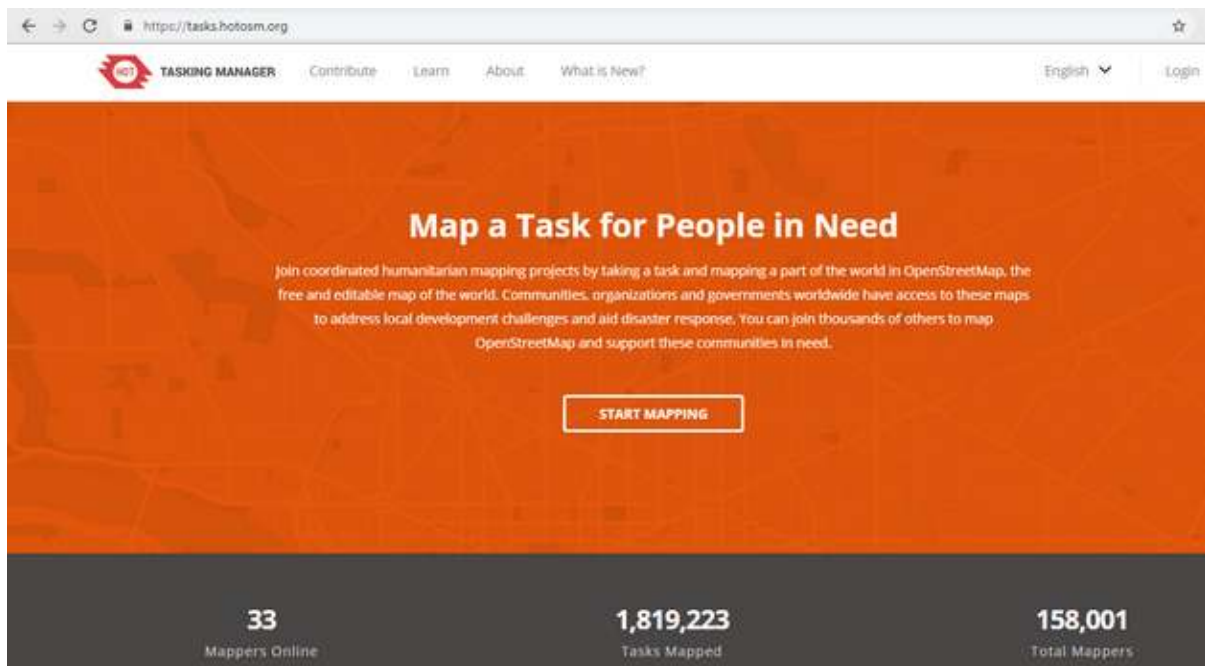 https://tasks.hotosm.org
HOT TASKING MANAGER Contribute Learn About What is New? English Login
Map a Task for People in Need
Join coordinated humanitarian mapping projects by taking a task and mapping a part of the world in OpenStreetMap, the
free and editable map of the world. Communities, organizations and governments worldwide have access to these maps
to address local development challenges and aid disaster response. You can join thousands of others to map
OpenStreetMap and support these communities in need.
START MAPPING
33 1,819,223 158,001
Mappers Online Tasks Mapped Total Mappers